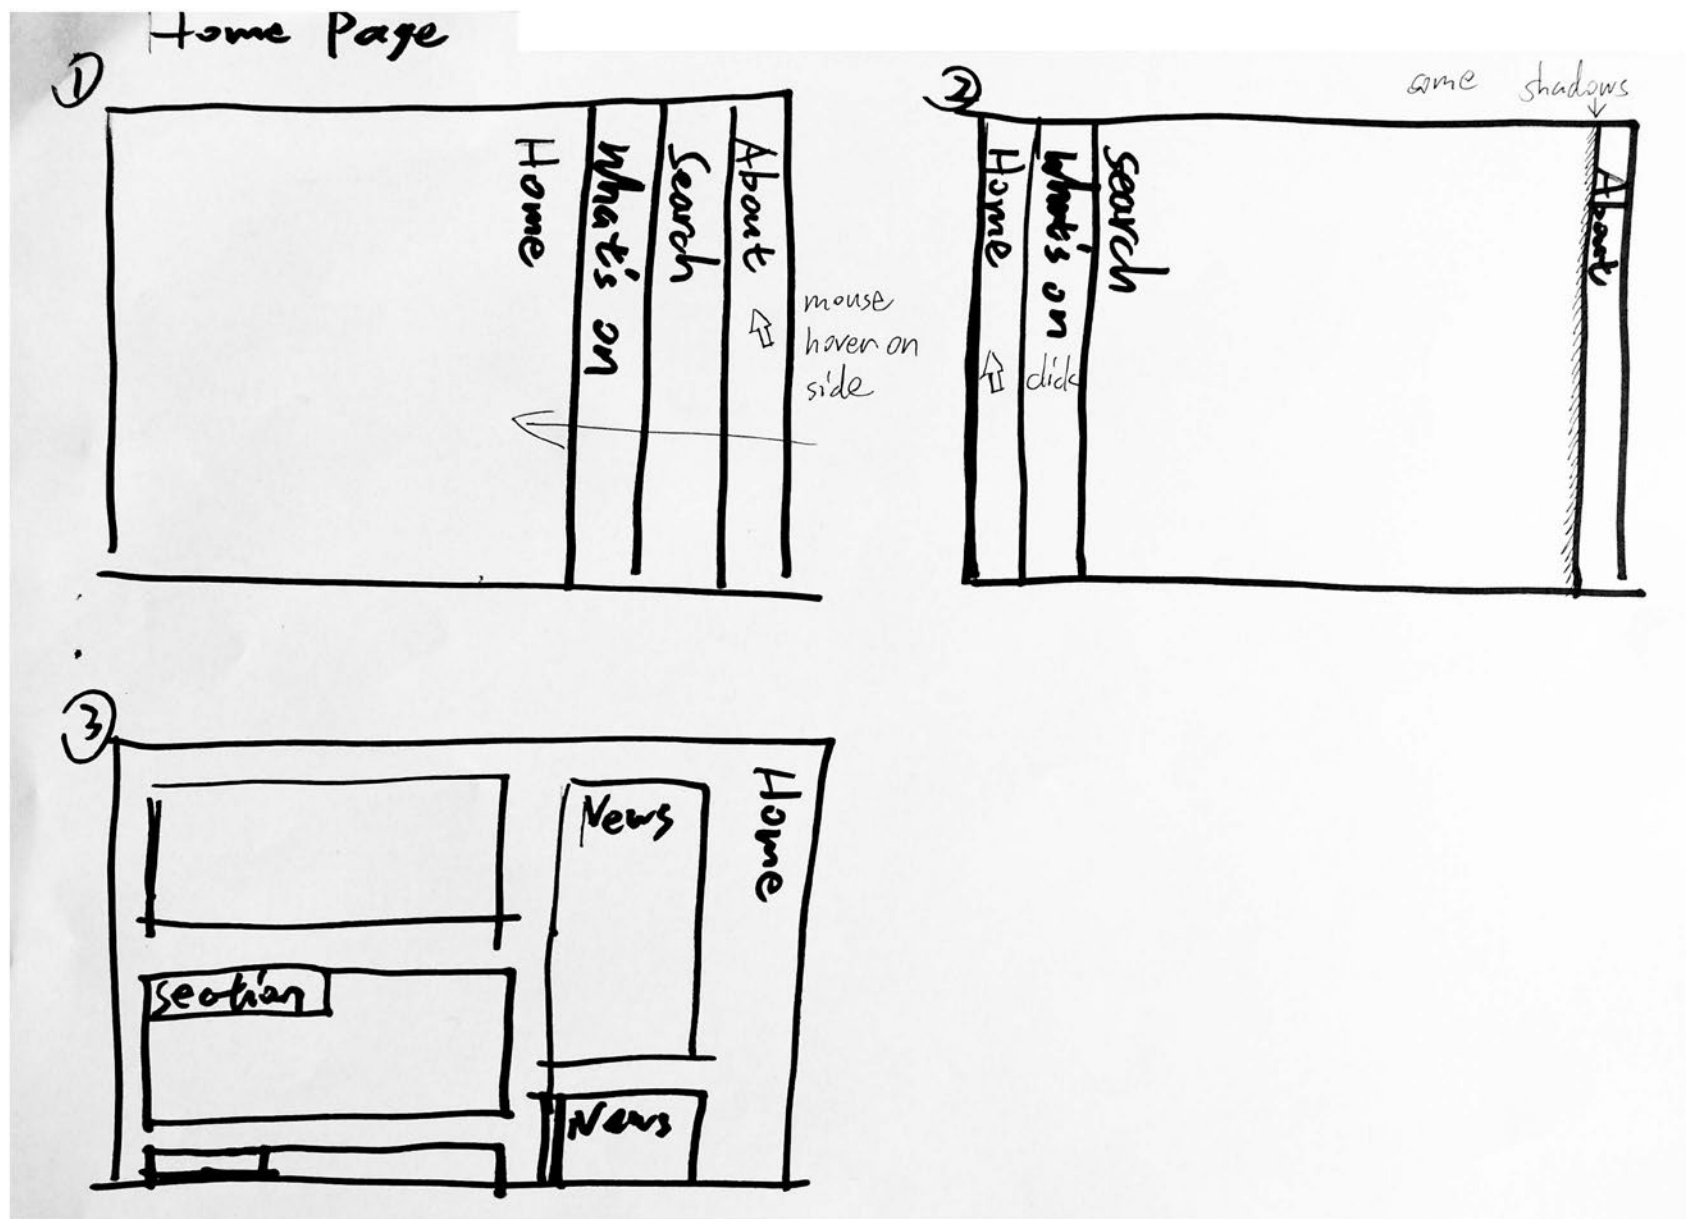 Home Page
①
Home
What's on
Search
About
mouse
hover on
side
②
some shadows
Home
What's on
Search
About
click
③
News
Home
Section
News